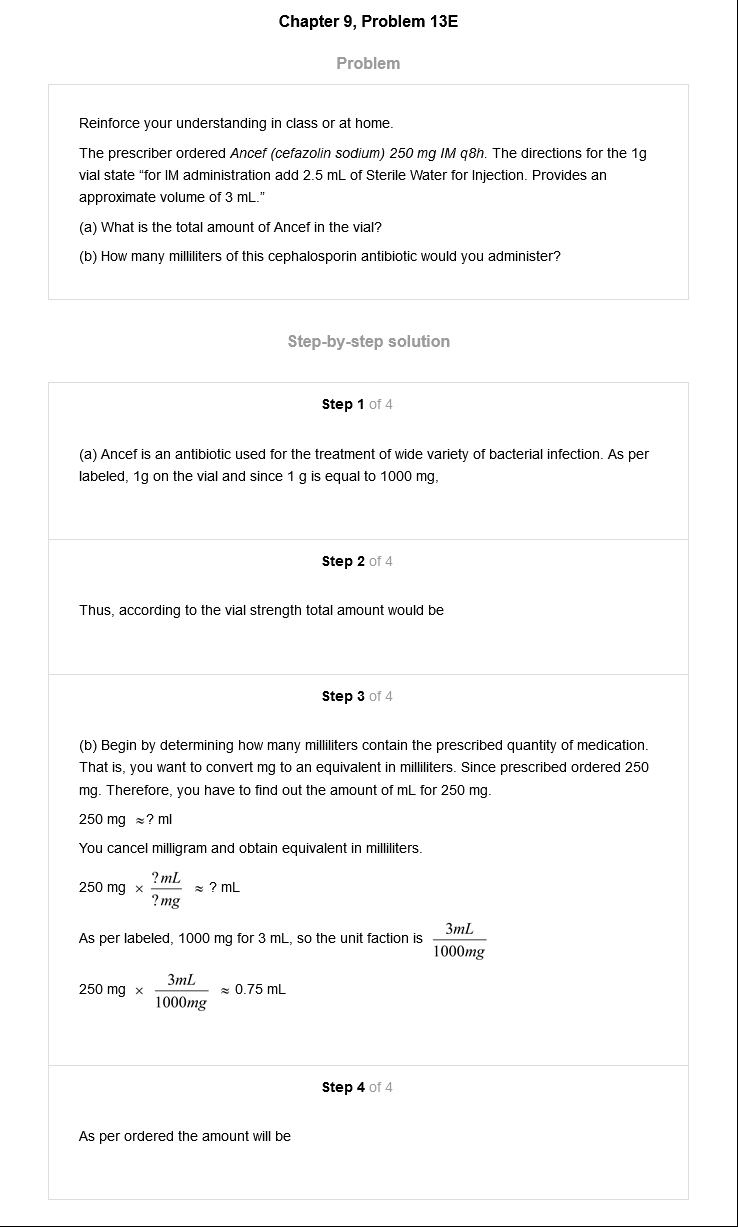 Chapter 9, Problem 13E
Problem
Reinforce your understanding in class or at home.
The prescriber ordered Ancef (cefazolin sodium) 250 mg IM q8h. The directions for the 1g
vial state “for IM administration add 2.5 mL of Sterile Water for Injection. Provides an
approximate volume of 3 mL.”
(a) What is the total amount of Ancef in the vial?
(b) How many milliliters of this cephalosporin antibiotic would you administer?
Step-by-step solution
Step 1 of 4
(a) Ancef is an antibiotic used for the treatment of wide variety of bacterial infection. As per
labeled, 1g on the vial and since 1 g is equal to 1000 mg,
Step 2 of 4
Thus, according to the vial strength total amount would be
Step 3 of 4
(b) Begin by determining how many milliliters contain the prescribed quantity of medication.
That is, you want to convert mg to an equivalent in milliliters. Since prescribed ordered 250
mg. Therefore, you have to find out the amount of mL for 250 mg.
250 mg ≈? ml
You cancel milligram and obtain equivalent in milliliters.
250 mg × ?mL/?mg ≈ ? mL
As per labeled, 1000 mg for 3 mL, so the unit faction is 3mL/1000mg
250 mg × 3mL/1000mg ≈ 0.75 mL
Step 4 of 4
As per ordered the amount will be